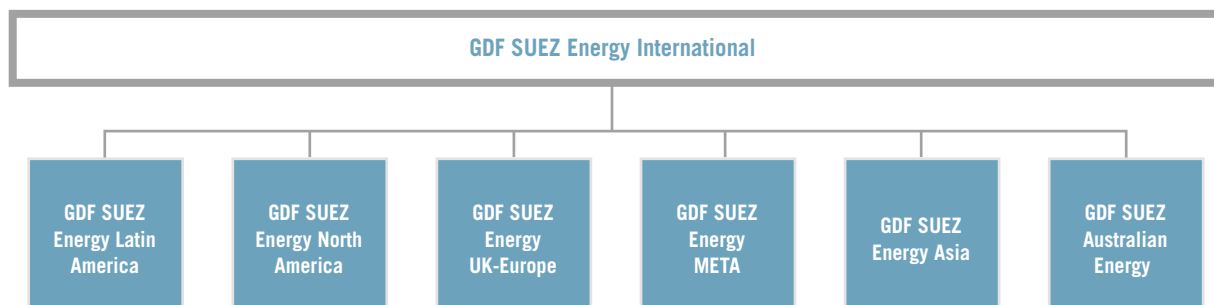 GDF SUEZ Energy International
GDF SUEZ
Energy Latin
America
GDF SUEZ
Energy North
America
GDF SUEZ
Energy
UK-Europe
GDF SUEZ
Energy
META
GDF SUEZ
Energy Asia
GDF SUEZ
Australian
Energy